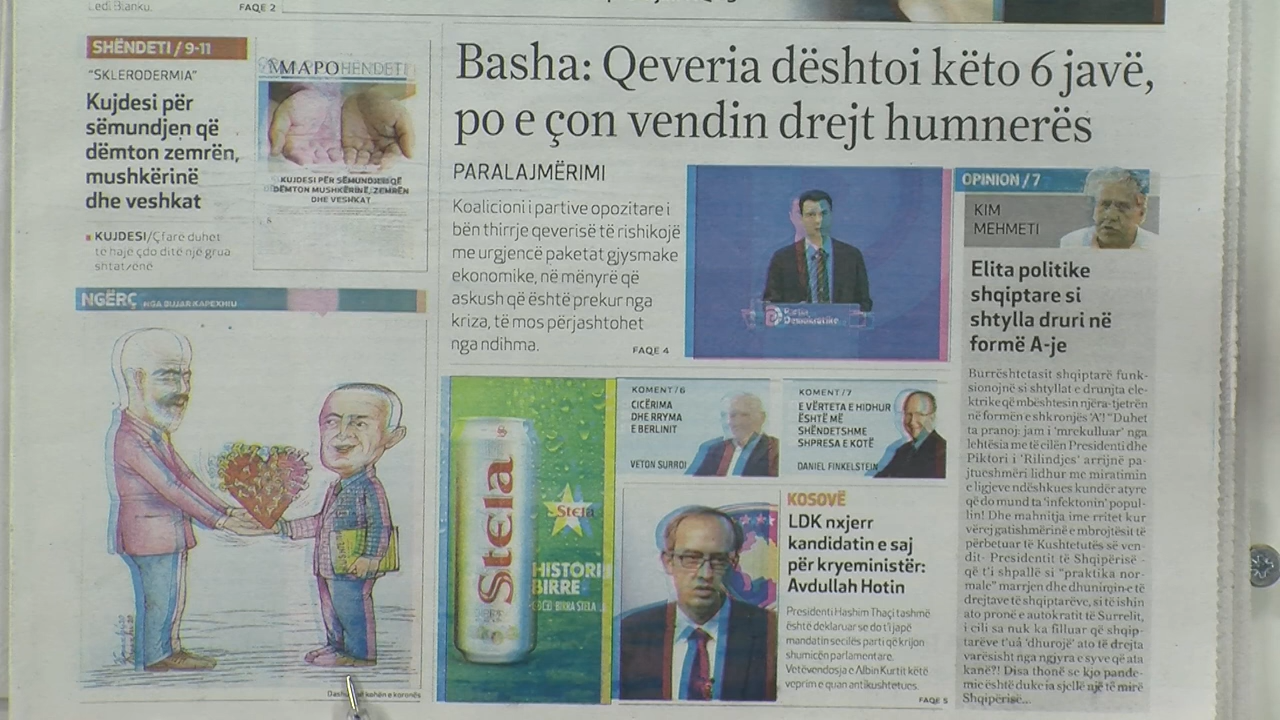 Ledi Bianku.
FAQE 2
SHËNDETI / 9-11
"SKLERODERMIA"
Kujdesi për
sëmundjen që
dëmton zemrën,
mushkërinë
dhe veshkat
KUJDESI/Çfarë duhet
të hajë çdo ditë një grua
shtatzënë
MAPO
KUJDESI PËR SËMUNDJEN QË
DËMTON MUSHKËRINË, ZEMRËN
DHE VESHKAT
Basha: Qeveria dështoi këto 6 javë,
po e çon vendin drejt humnerës
PARALAJMËRIMI
Koalicioni i partive opozitare i
bën thirrje qeverisë të rishikojë
me urgjencë paketat gjysmake
ekonomike, në mënyrë që
askush që është prekur nga
kriza, të mos përjashtohet
nga ndihma.
FAQE 4
OPINION / 7
KIM
MEHMETI
Elita politike
shqiptare si
shtylla druri në
formë A-je
Burrështetasit shqiptarë funk-
sionojnë si shtyllat e drunjta ele-
ktrike që mbështesin njëra-tjetrën
në formën e shkronjës 'A'! "Duhet
ta pranoj: jam i 'mrekulluar' nga
lehtësia me të cilën Presidenti dhe
Piktori i 'Rilindjes' arrijnë pa-
jtueshmëri lidhur me miratimin
e ligjeve ndëshkues kundër atyre
që do mund ta 'infektonin' popul-
lin! Dhe mahnitja ime rritet kur
vërej gatishmërinë e mbrojtësit të
përbetuar të Kushtetutës së ven-
dit- Presidentit të Shqipërisë -
që t'i shpallë si "praktika nor-
male" marrjen dhe dhunimin e të
drejtave të shqiptarëve, si të ishin
ato pronë e autokratit të Surrelit,
i cili sa nuk ka filluar që shqip-
tarëve t'ua 'dhurojë' ato të drejta
varësisht nga ngjyra e syve që ata
kanë?! Disa thonë se kjo pande-
mi është duke ia sjellë një të mirë
Shqipërisë...
NGËRÇ NGA BUJAR KAPEXHIU
në kohën e koronës
Stela
Stela
HISTORI
BIRRE
KOMENT/6
CICËRIMA
DHE RRYMA
E BERLINIT
VETON SURROI
KOMENT/7
E VËRTETA E HIDHUR
ËSHTË MË
SHËNDETSHME
SHPRESA E KOTË
DANIEL FINKELSTEIN
KOSOVË
LDK nxjerr
kandidatin e saj
për kryeministër:
Avdullah Hotin
Presidenti Hashim Thaçi tashmë
është deklaruar se do t'i japë
mandatin secilës parti që krijon
shumicën parlamentare.
Vetëvendosja e Albin Kurtit këtë
veprim e quan antikushtetues.
FAQE 5